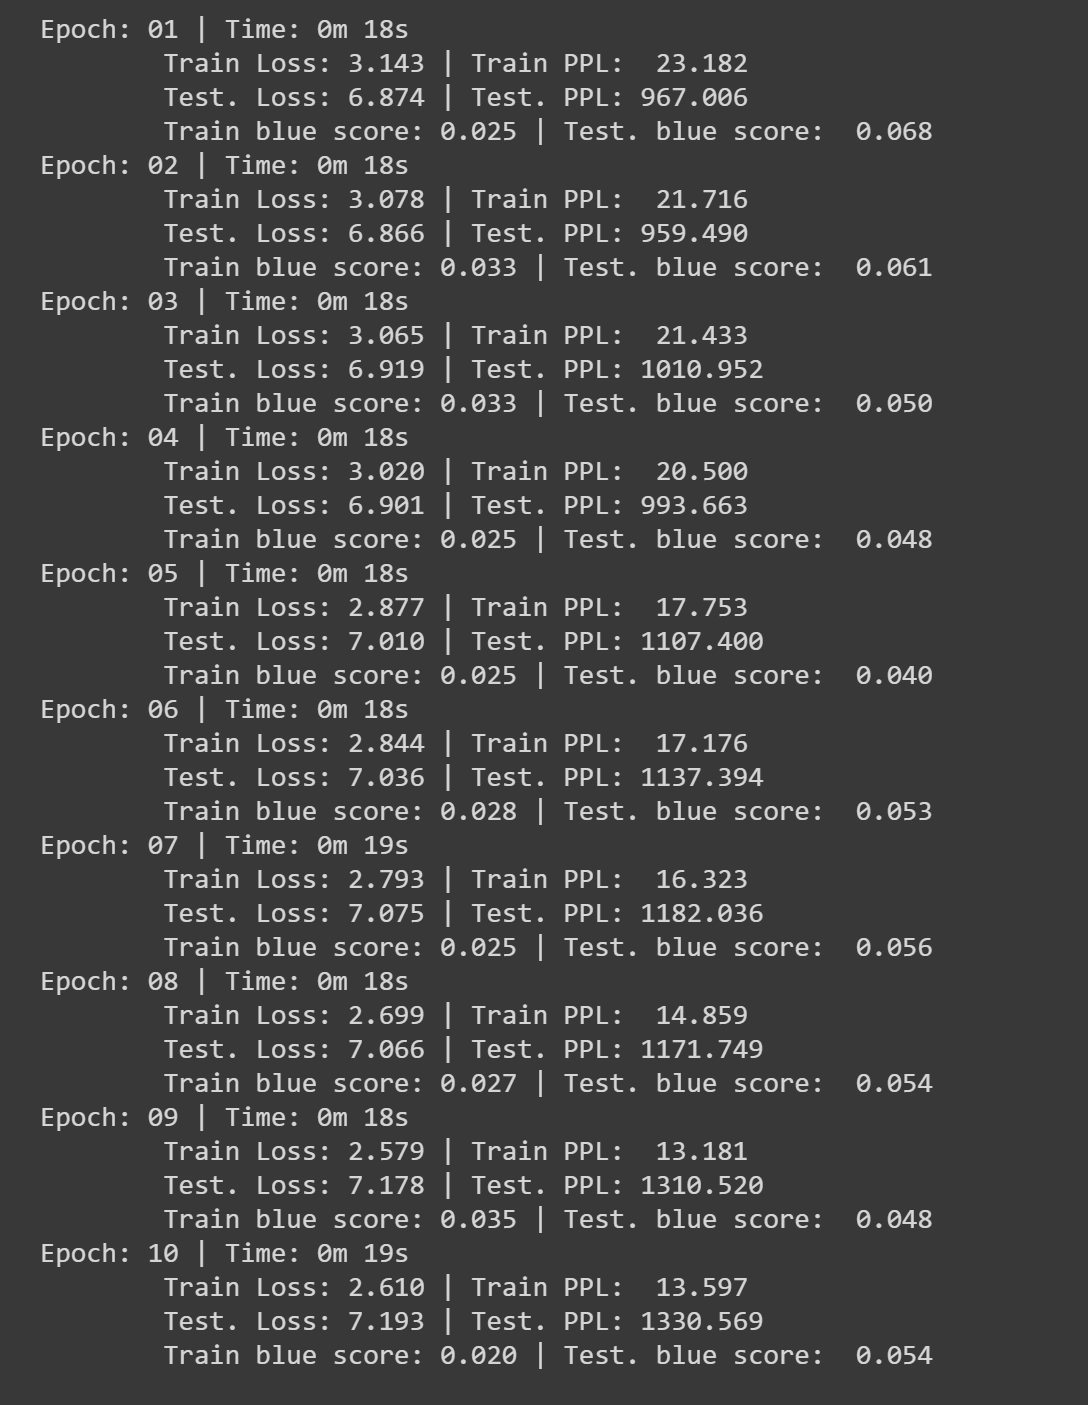 Epoch: 01 | Time: 0m 18s
Train Loss: 3.143 | Train PPL: 23.182
Test. Loss: 6.874 | Test. PPL: 967.006
Train blue score: 0.025 | Test. blue score: 0.068
Epoch: 02 | Time: 0m 18s
Train Loss: 3.078 | Train PPL: 21.716
Test. Loss: 6.866 | Test. PPL: 959.490
Train blue score: 0.033 | Test. blue score: 0.061
Epoch: 03 | Time: 0m 18s
Train Loss: 3.065 | Train PPL: 21.433
Test. Loss: 6.919 | Test. PPL: 1010.952
Train blue score: 0.033 | Test. blue score: 0.050
Epoch: 04 | Time: 0m 18s
Train Loss: 3.020 | Train PPL: 20.500
Test. Loss: 6.901 | Test. PPL: 993.663
Train blue score: 0.025 | Test. blue score: 0.048
Epoch: 05 | Time: 0m 18s
Train Loss: 2.877 | Train PPL: 17.753
Test. Loss: 7.010 | Test. PPL: 1107.400
Train blue score: 0.025 | Test. blue score: 0.040
Epoch: 06 | Time: 0m 18s
Train Loss: 2.844 | Train PPL: 17.176
Test. Loss: 7.036 | Test. PPL: 1137.394
Train blue score: 0.028 | Test. blue score: 0.053
Epoch: 07 | Time: 0m 19s
Train Loss: 2.793 | Train PPL: 16.323
Test. Loss: 7.075 | Test. PPL: 1182.036
Train blue score: 0.025 | Test. blue score: 0.056
Epoch: 08 | Time: 0m 18s
Train Loss: 2.699 | Train PPL: 14.859
Test. Loss: 7.066 | Test. PPL: 1171.749
Train blue score: 0.027 | Test. blue score: 0.054
Epoch: 09 | Time: 0m 18s
Train Loss: 2.579 | Train PPL: 13.181
Test. Loss: 7.178 | Test. PPL: 1310.520
Train blue score: 0.035 | Test. blue score: 0.048
Epoch: 10 | Time: 0m 19s
Train Loss: 2.610 | Train PPL: 13.597
Test. Loss: 7.193 | Test. PPL: 1330.569
Train blue score: 0.020 | Test. blue score: 0.054